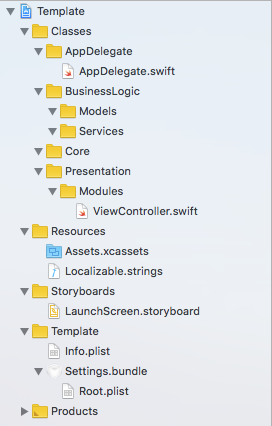 Template
Classes
AppDelegate
AppDelegate.swift
BusinessLogic
Models
Services
Core
Presentation
Modules
ViewController.swift
Resources
Assets.xcassets
Localizable.strings
Storyboards
LaunchScreen.storyboard
Template
Info.plist
Settings.bundle
Root.plist
Products